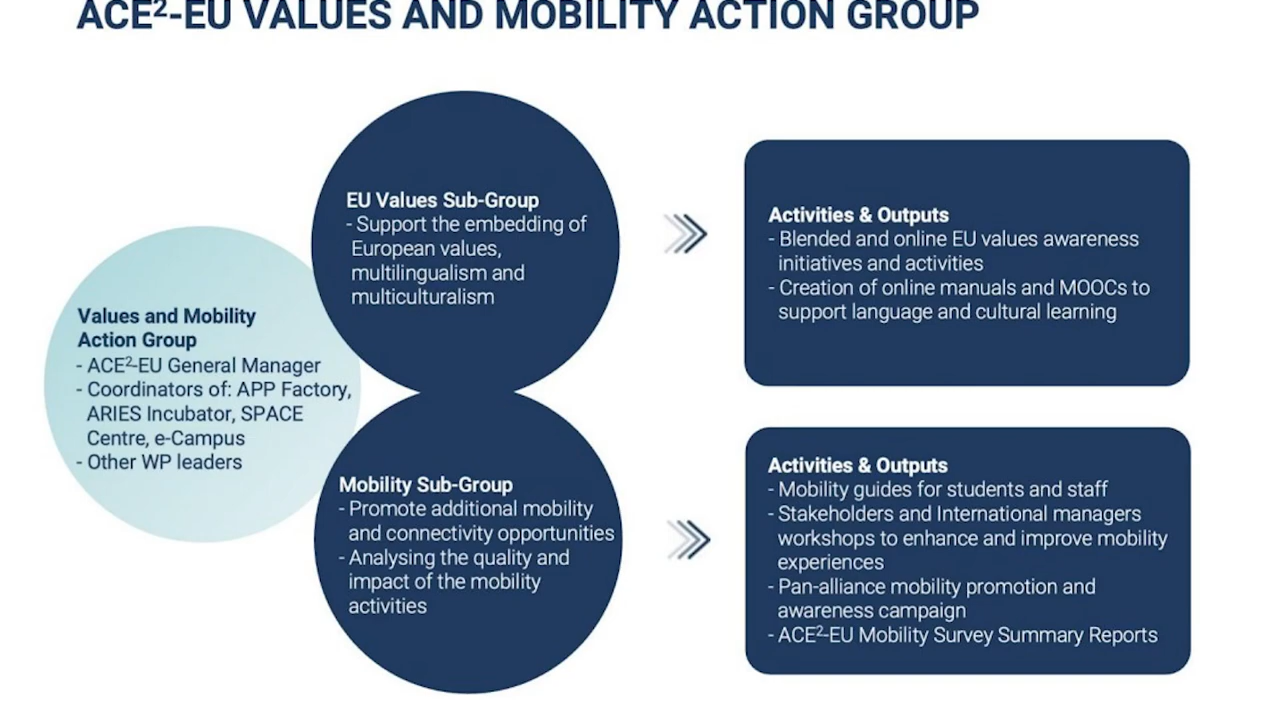 ACE²-EU VALUES AND MOBILITY ACTION GROUP
Values and Mobility
Action Group
- ACE²-EU General Manager
- Coordinators of: APP Factory,
ARIES Incubator, SPACE
Centre, e-Campus
- Other WP leaders
EU Values Sub-Group
- Support the embedding of
European values,
multilingualism and
multiculturalism
Activities & Outputs
- Blended and online EU values awareness
initiatives and activities
- Creation of online manuals and MOOCs to
support language and cultural learning
Mobility Sub-Group
- Promote additional mobility
and connectivity opportunities
- Analysing the quality and
impact of the mobility
activities
Activities & Outputs
- Mobility guides for students and staff
- Stakeholders and International managers
workshops to enhance and improve mobility
experiences
- Pan-alliance mobility promotion and
awareness campaign
- ACE²-EU Mobility Survey Summary Reports